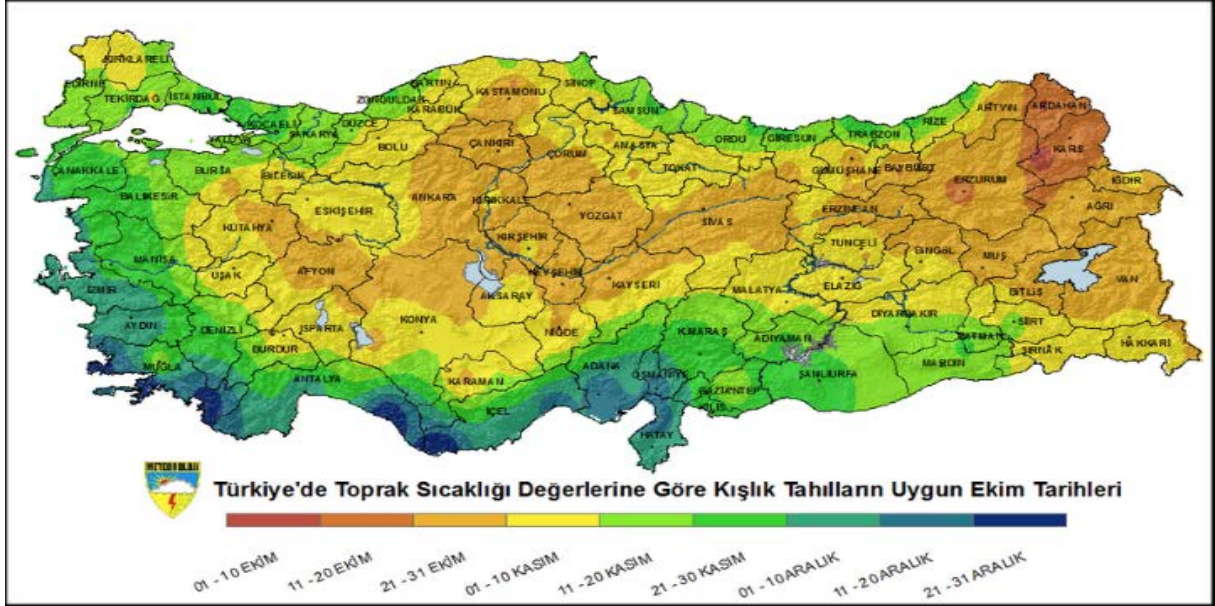 KIRKLARELİ
EDİRNE
TEKİRDAĞ
İSTANBUL
KOCAELİ
YALOVA
SAKARYA
DÜZCE
ZONGULDAK
BARTIN
KARABÜK
KASTAMONU
SİNOP
SAMSUN
ORDU
GİRESUN
TRABZON
RİZE
ARTVİN
ARDAHAN
KARS
BOLU
ÇANKIRI
ÇORUM
AMASYA
TOKAT
GÜMÜŞHANE
BAYBURT
ERZURUM
IĞDIR
AĞRI
ÇANAKKALE
BALIKESİR
BURSA
BİLECİK
ESKİŞEHİR
ANKARA
KIRIKKALE
YOZGAT
SİVAS
ERZİNCAN
TUNCELİ
BİNGÖL
MUŞ
KÜTAHYA
KIRŞEHİR
NEVŞEHİR
KAYSERİ
MALATYA
ELAZIĞ
BİTLİS
VAN
MANİSA
UŞAK
AFYON
AKSARAY
İZMİR
KONYA
NİĞDE
DİYARBAKIR
SİİRT
BATMAN
ŞIRNAK
HAKKARİ
AYDIN
DENİZLİ
ISPARTA
BURDUR
K.MARAŞ
ADIYAMAN
MARDİN
ŞANLIURFA
MUĞLA
ANTALYA
KARAMAN
İÇEL
ADANA
OSMANİYE
GAZİANTEP
KİLİS
HATAY
METEOROLOJİ
Türkiye'de Toprak Sıcaklığı Değerlerine Göre Kışlık Tahılların Uygun Ekim Tarihleri
01 - 10 EKİM
11 - 20 EKİM
21 - 31 EKİM
01 - 10 KASIM
11 - 20 KASIM
21 - 30 KASIM
01 - 10 ARALIK
11 - 20 ARALIK
21 - 31 ARALIK